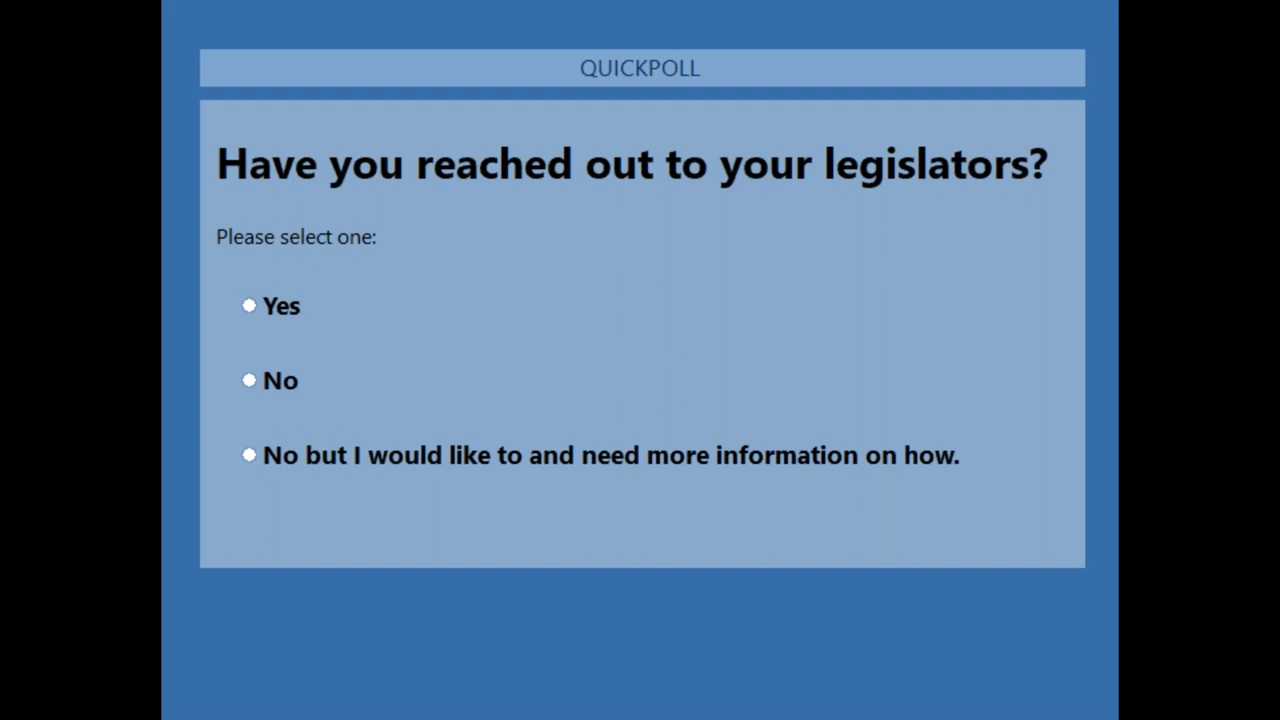 QUICKPOLL
Have you reached out to your legislators?
Please select one:
Yes
No
No but I would like to and need more information on how.